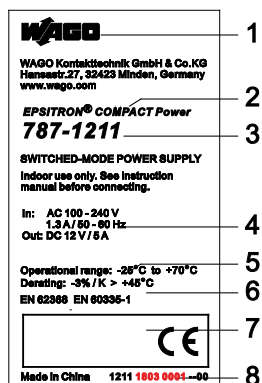 WAGO 1
WAGO Kontakttechnik GmbH & Co.KG
Hansastr.27, 32423 Minden, Germany
www.wago.com
2
EPSITRON® COMPACT Power
787-1211 3
SWITCHED-MODE POWER SUPPLY
Indoor use only. See instruction
manual before connecting.
In: AC 100 - 240 V
1.3 A / 50 - 60 Hz 4
Out: DC 12 V / 5 A
5
Operational range: -25°C to +70°C
Derating: -3% / K > +45°C 6
EN 62368 EN 60335-1
7
CE
Made in China 1211 1803 0001 --00 8